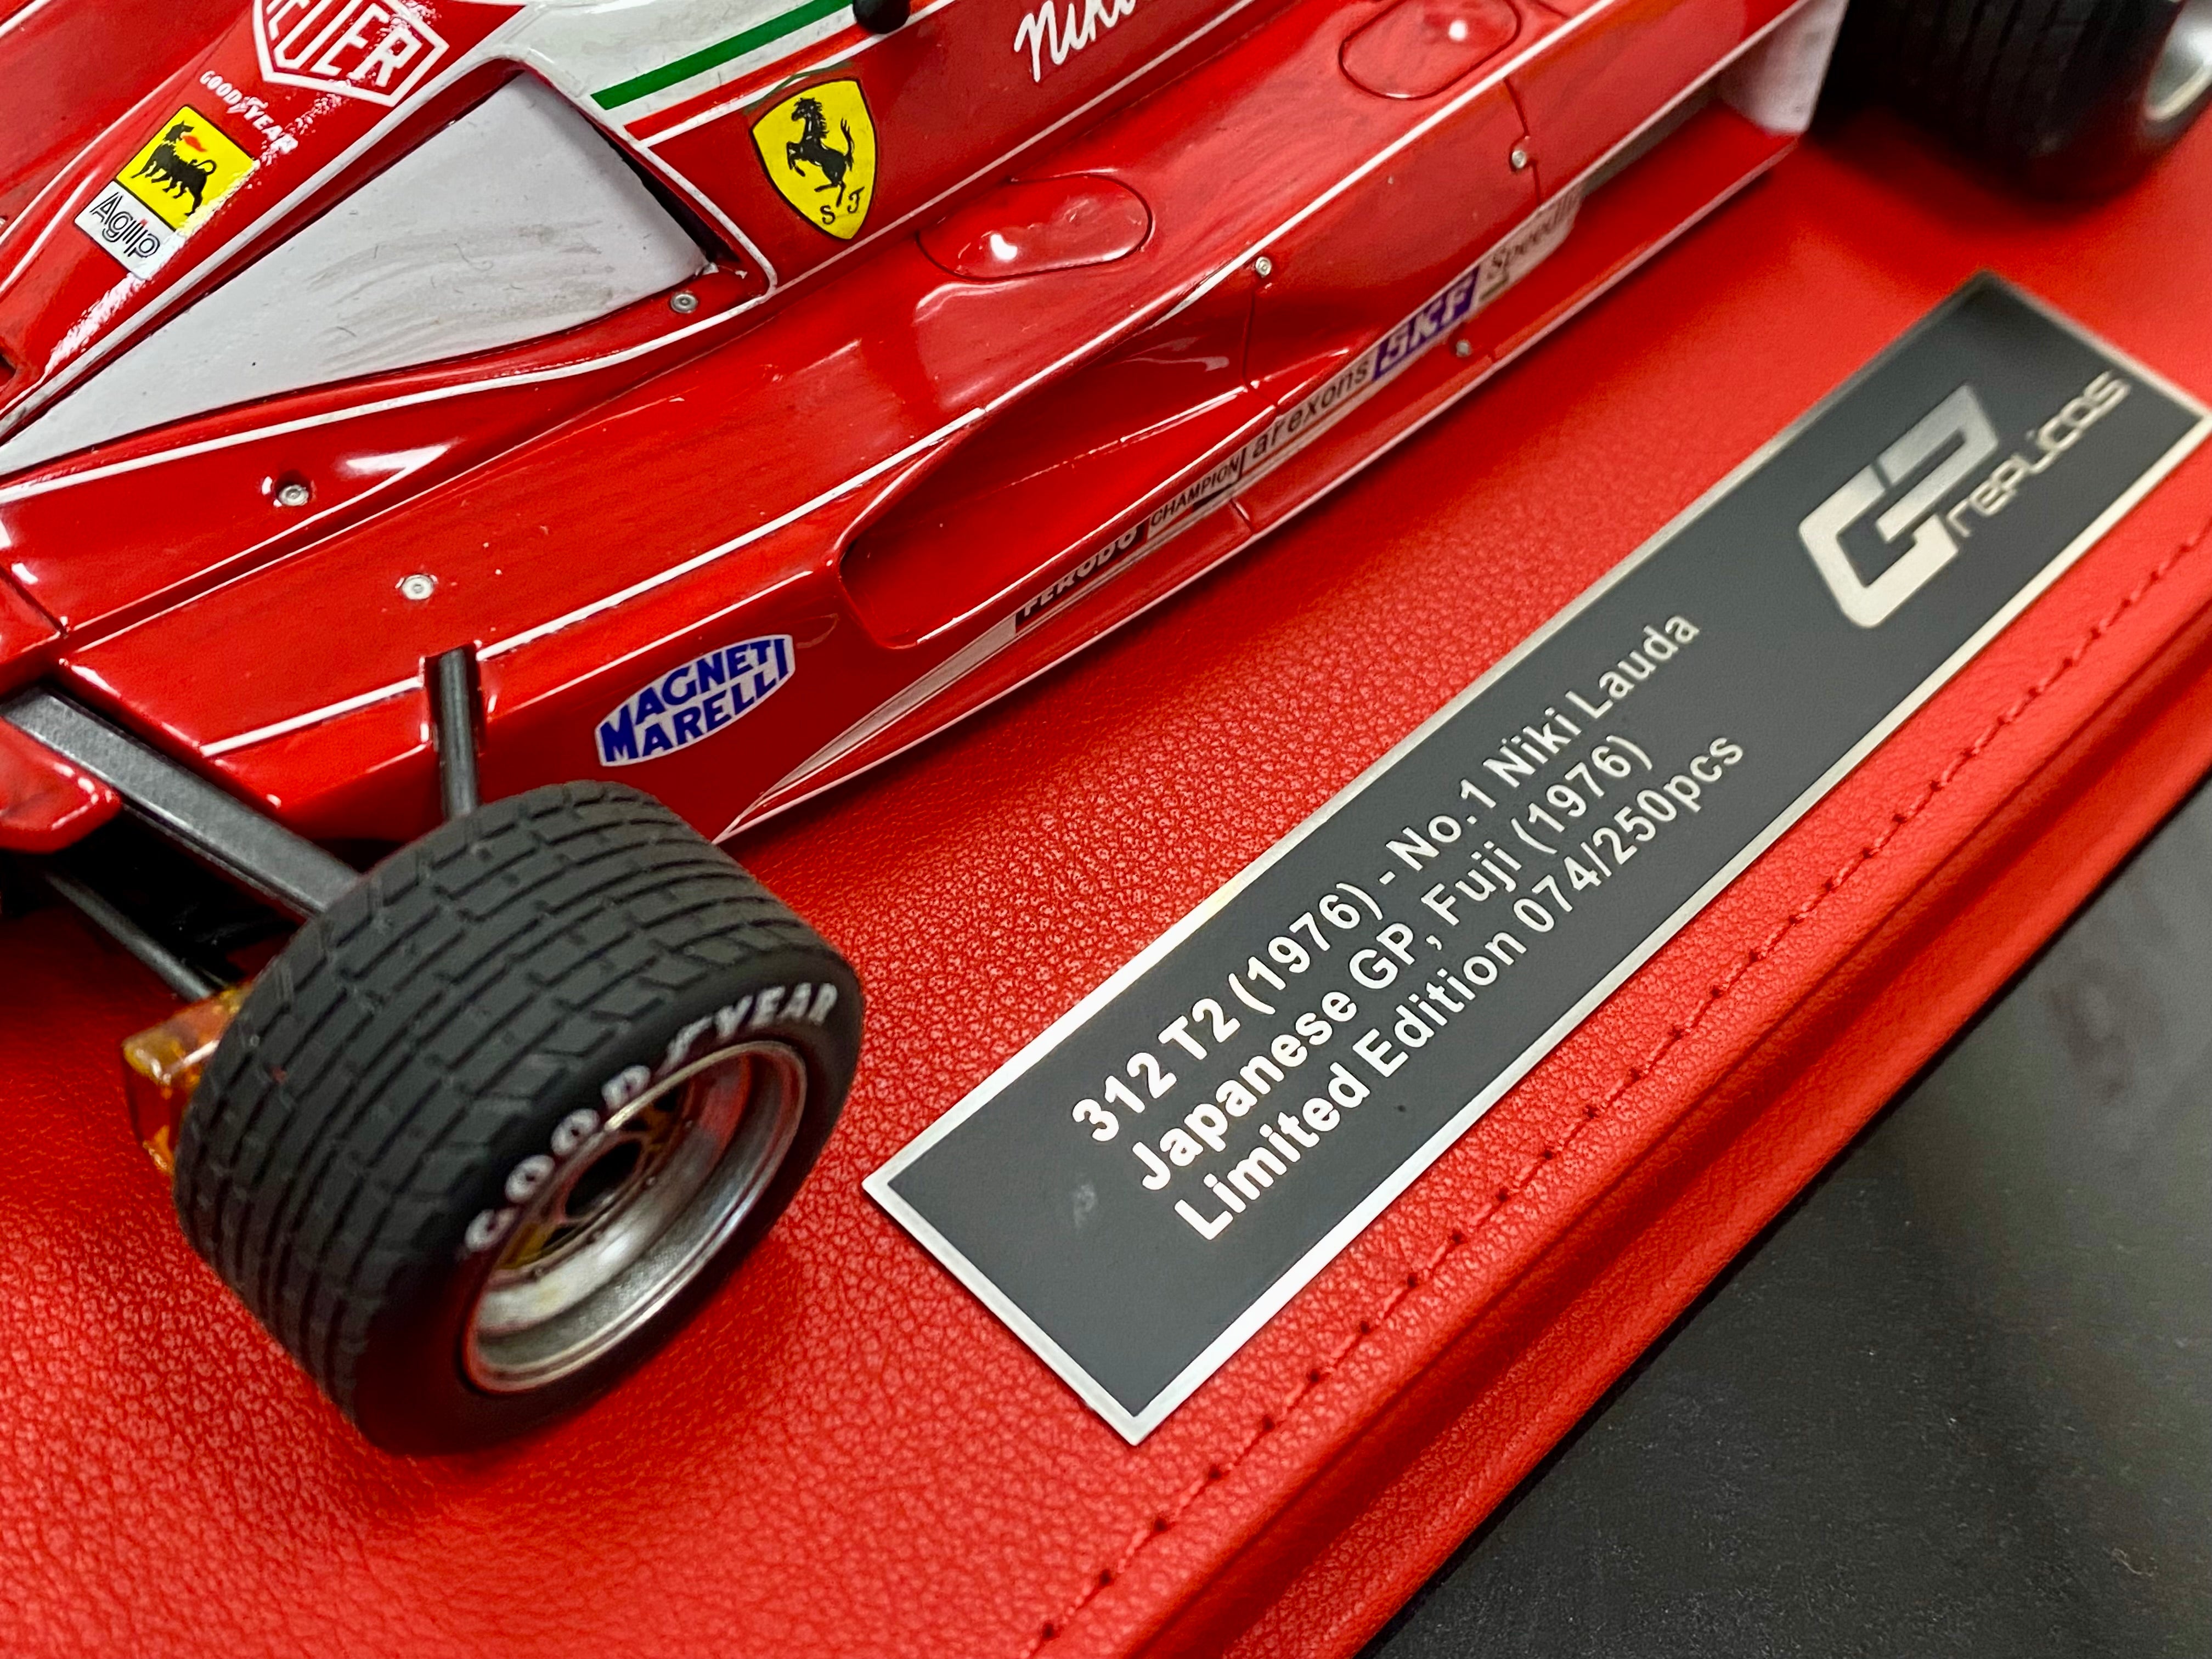 HEUER
GOODYEAR
Agip
Niki
S F
MAGNETI
MARELLI
FERODO
CHAMPION
arexons
SKF
GOODYEAR
GP
replicas
312 T2 (1976) - No.1 Niki Lauda
Japanese GP, Fuji (1976)
Limited Edition 074/250pcs